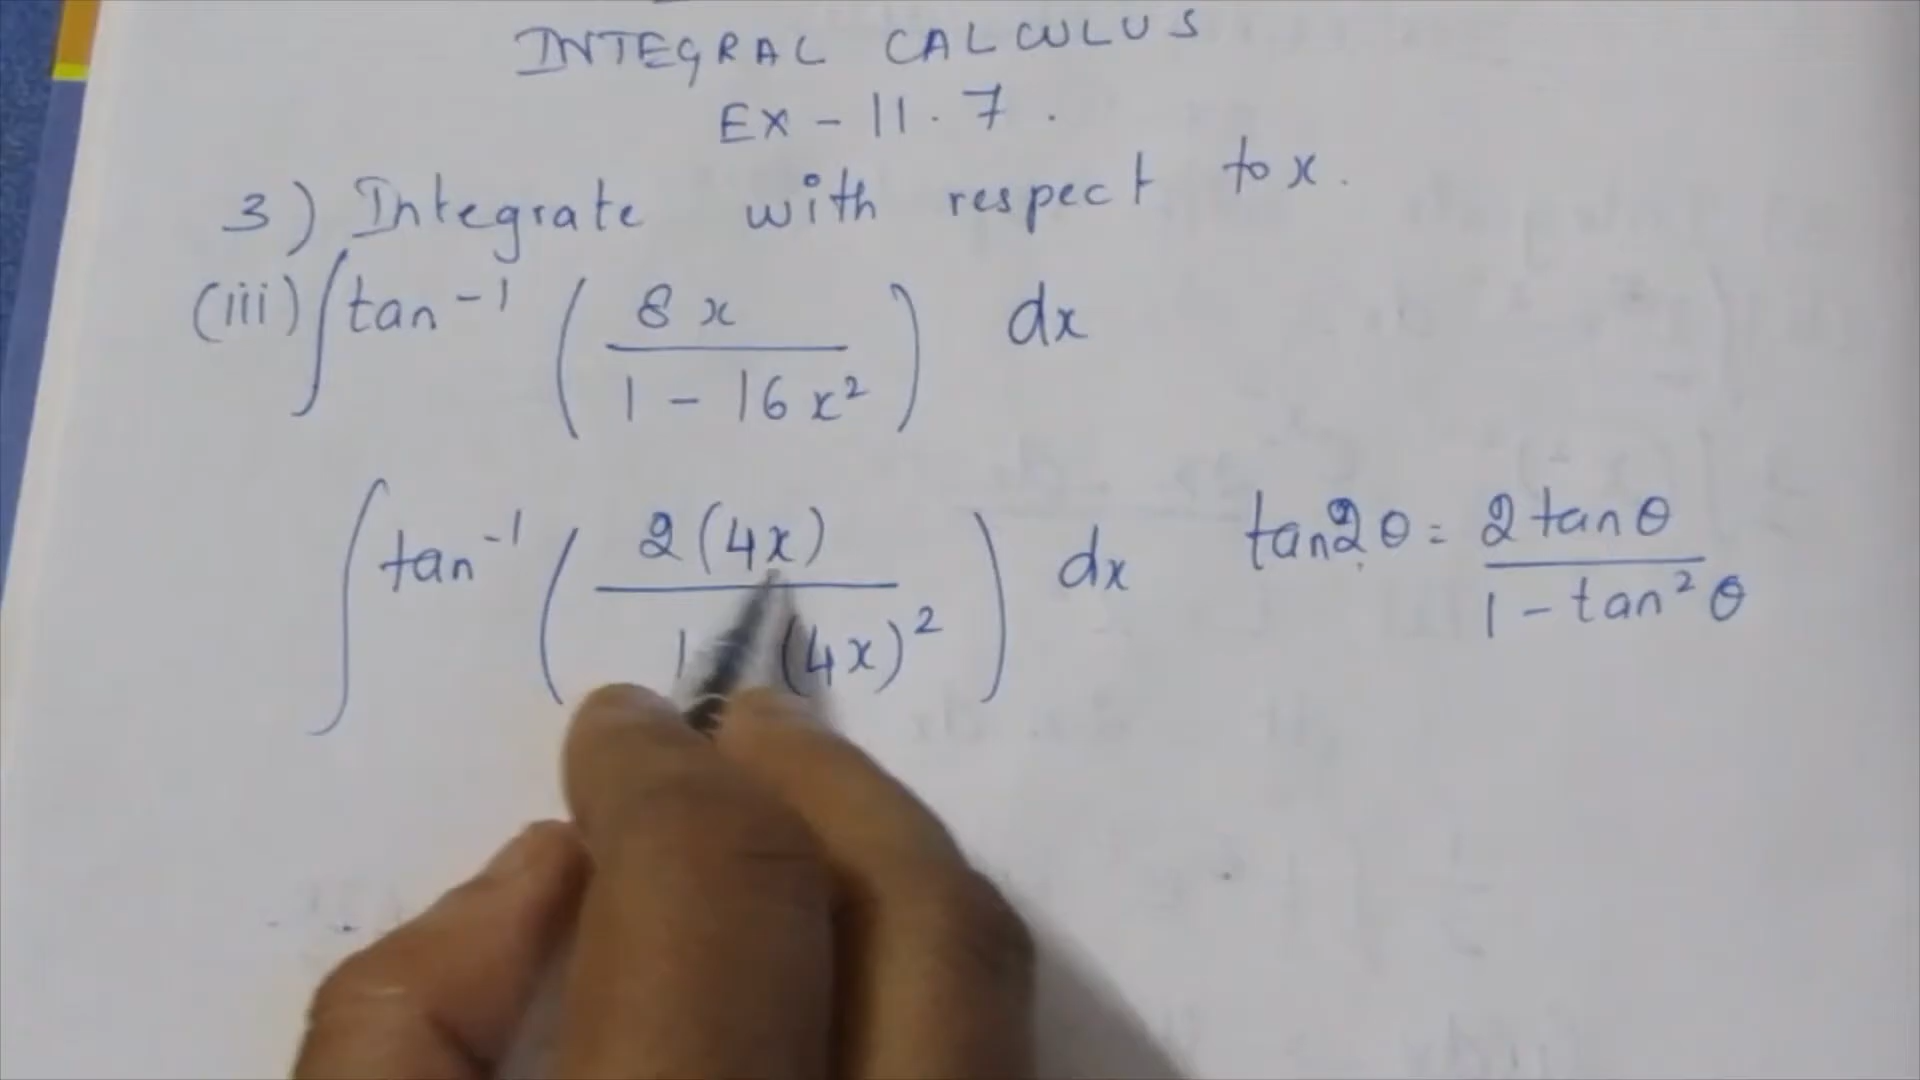 INTEGRAL CALCULUS
EX - 11.7.
3) Integrate with respect to x.
(iii) ∫ tan⁻¹ ( 8x / 1 - 16x² ) dx
∫ tan⁻¹ ( 2(4x) / 1 - (4x)² ) dx tan2θ = 2tanθ / 1 - tan²θ